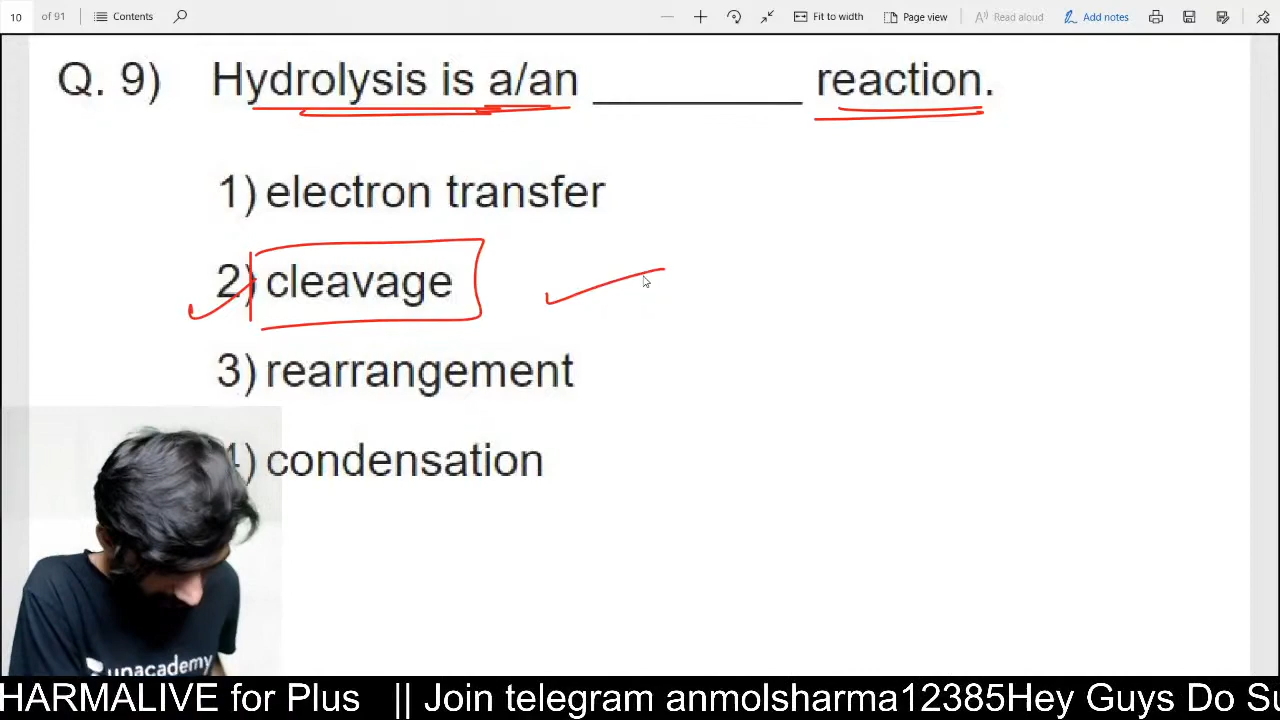 10 of 91 Contents Fit to width Page view Read aloud Add notes
Q. 9) Hydrolysis is a/an __________ reaction.
1) electron transfer
2) cleavage
3) rearrangement
4) condensation
unacademy
HARMALIVE for Plus || Join telegram anmolsharma12385Hey Guys Do Su